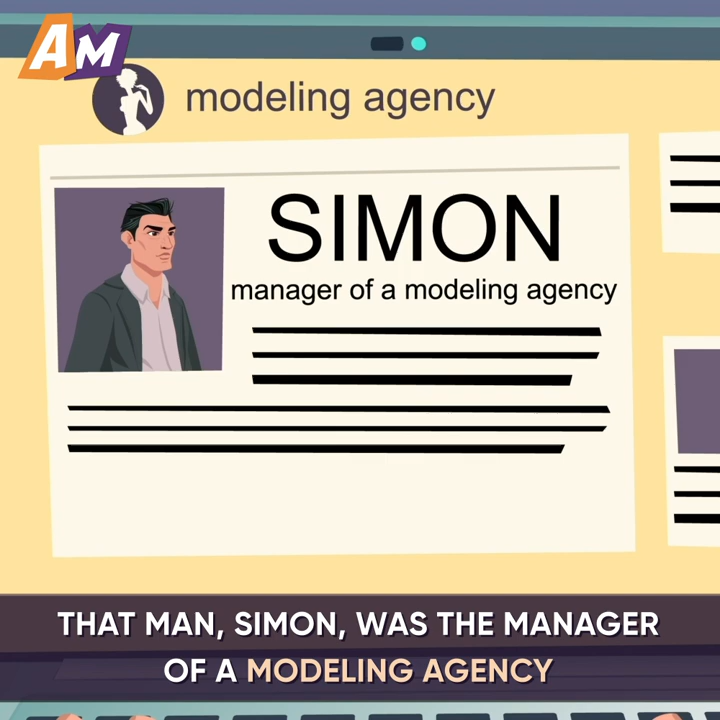 AM
modeling agency
SIMON
manager of a modeling agency
THAT MAN, SIMON, WAS THE MANAGER
OF A MODELING AGENCY